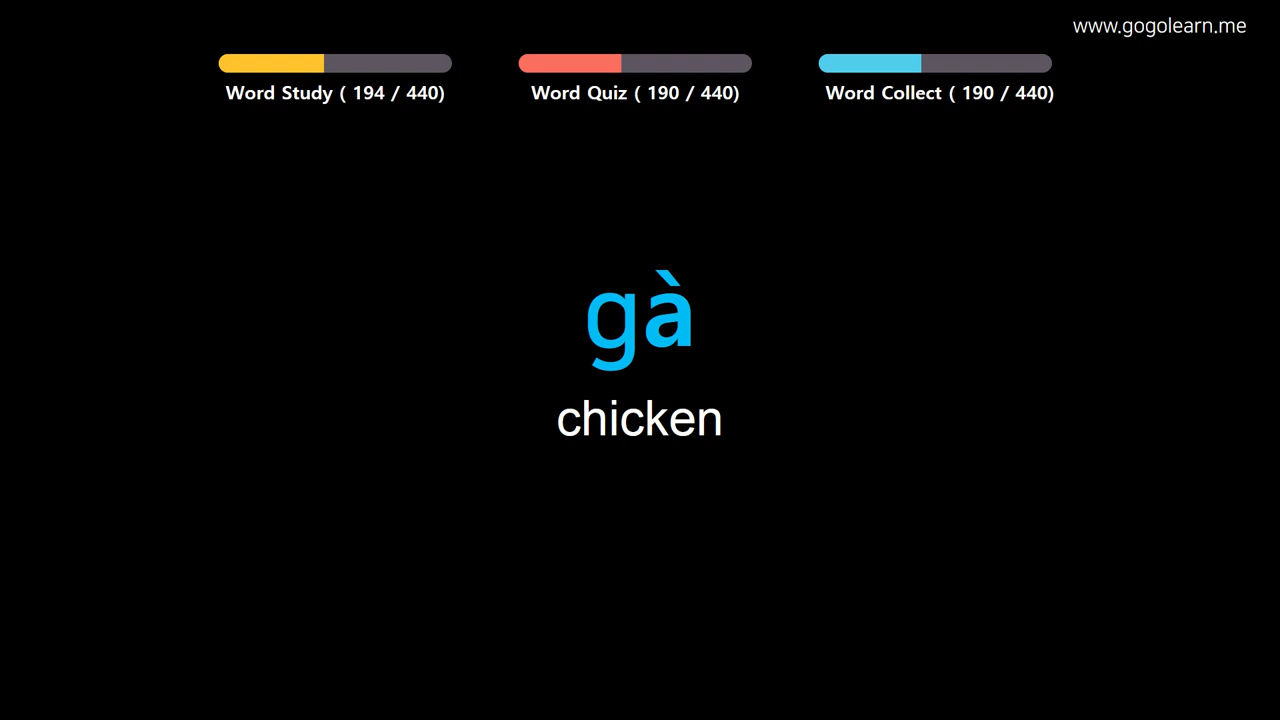 www.gogolearn.me
Word Study ( 194 / 440)
Word Quiz ( 190 / 440)
Word Collect ( 190 / 440)
gà
chicken